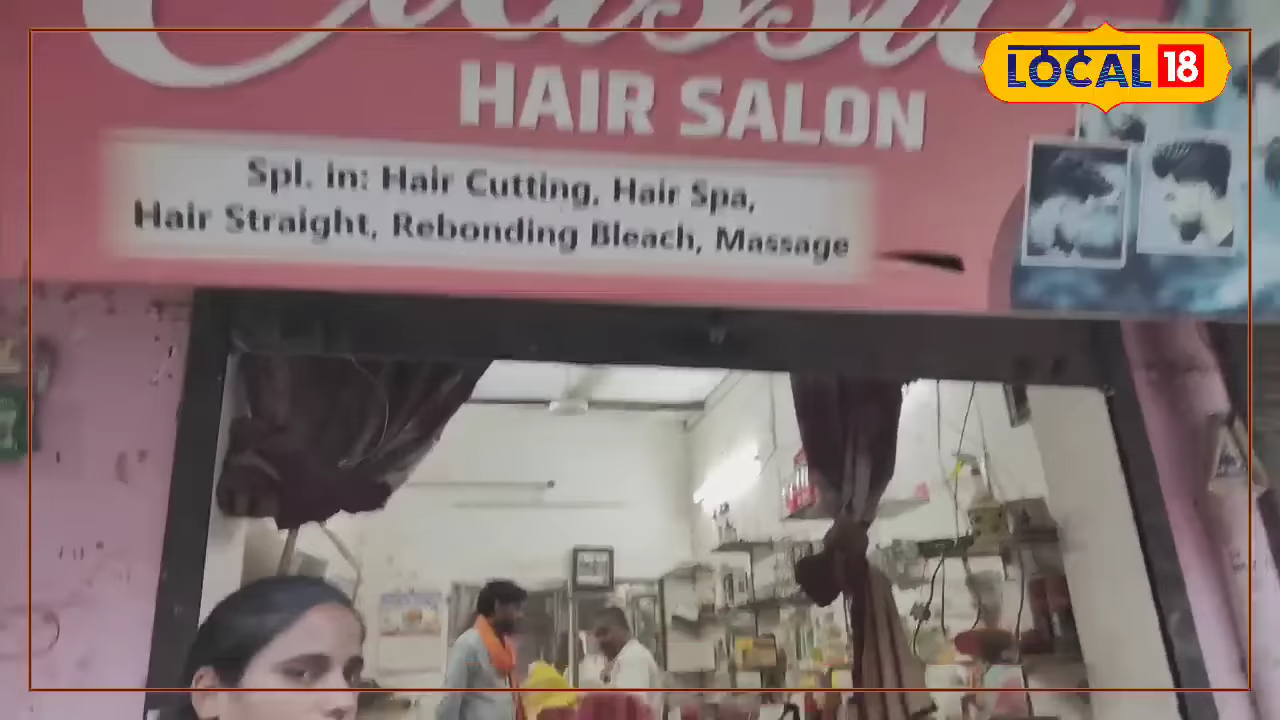 LOCAL 18
HAIR SALON
Spl. in: Hair Cutting, Hair Spa,
Hair Straight, Rebonding Bleach, Massage